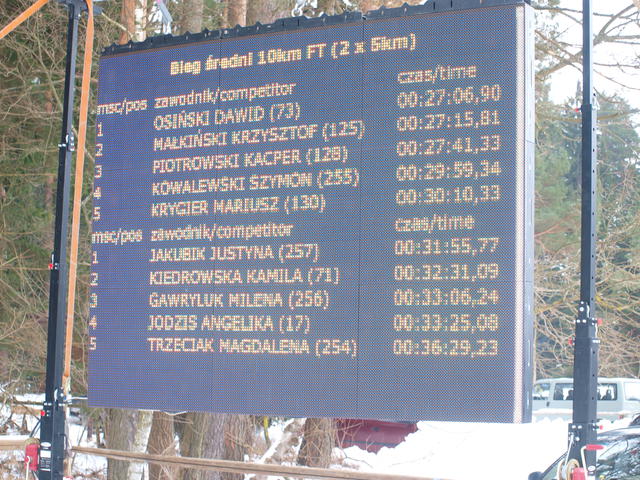 Bieg średni 10km FT (2 x 5km)
msc/pos zawodnik/competitor czas/time
1 OSIŃSKI DAWID (73) 00:27:06,90
2 MAŁKIŃSKI KRZYSZTOF (125) 00:27:15,81
3 PIOTROWSKI KACPER (128) 00:27:41,33
4 KOWALEWSKI SZYMON (255) 00:29:59,34
5 KRYGIER MARIUSZ (130) 00:30:10,33
msc/pos zawodnik/competitor czas/time
1 JAKUBIK JUSTYNA (257) 00:31:55,77
2 KIEDROWSKA KAMILA (71) 00:32:31,09
3 GAWRYLUK MILENA (256) 00:33:06,24
4 JODZIS ANGELIKA (17) 00:33:25,08
5 TRZECIAK MAGDALENA (254) 00:36:29,23